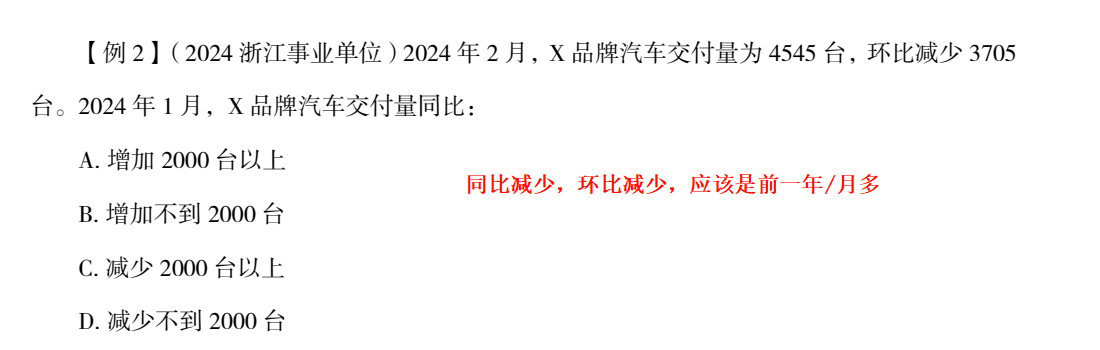 【例2】（2024 浙江事业单位）2024 年 2 月，X 品牌汽车交付量为 4545 台，环比减少 3705
台。2024 年 1 月，X 品牌汽车交付量同比：
A. 增加 2000 台以上
同比减少，环比减少，应该是前一年/月多
B. 增加不到 2000 台
C. 减少 2000 台以上
D. 减少不到 2000 台